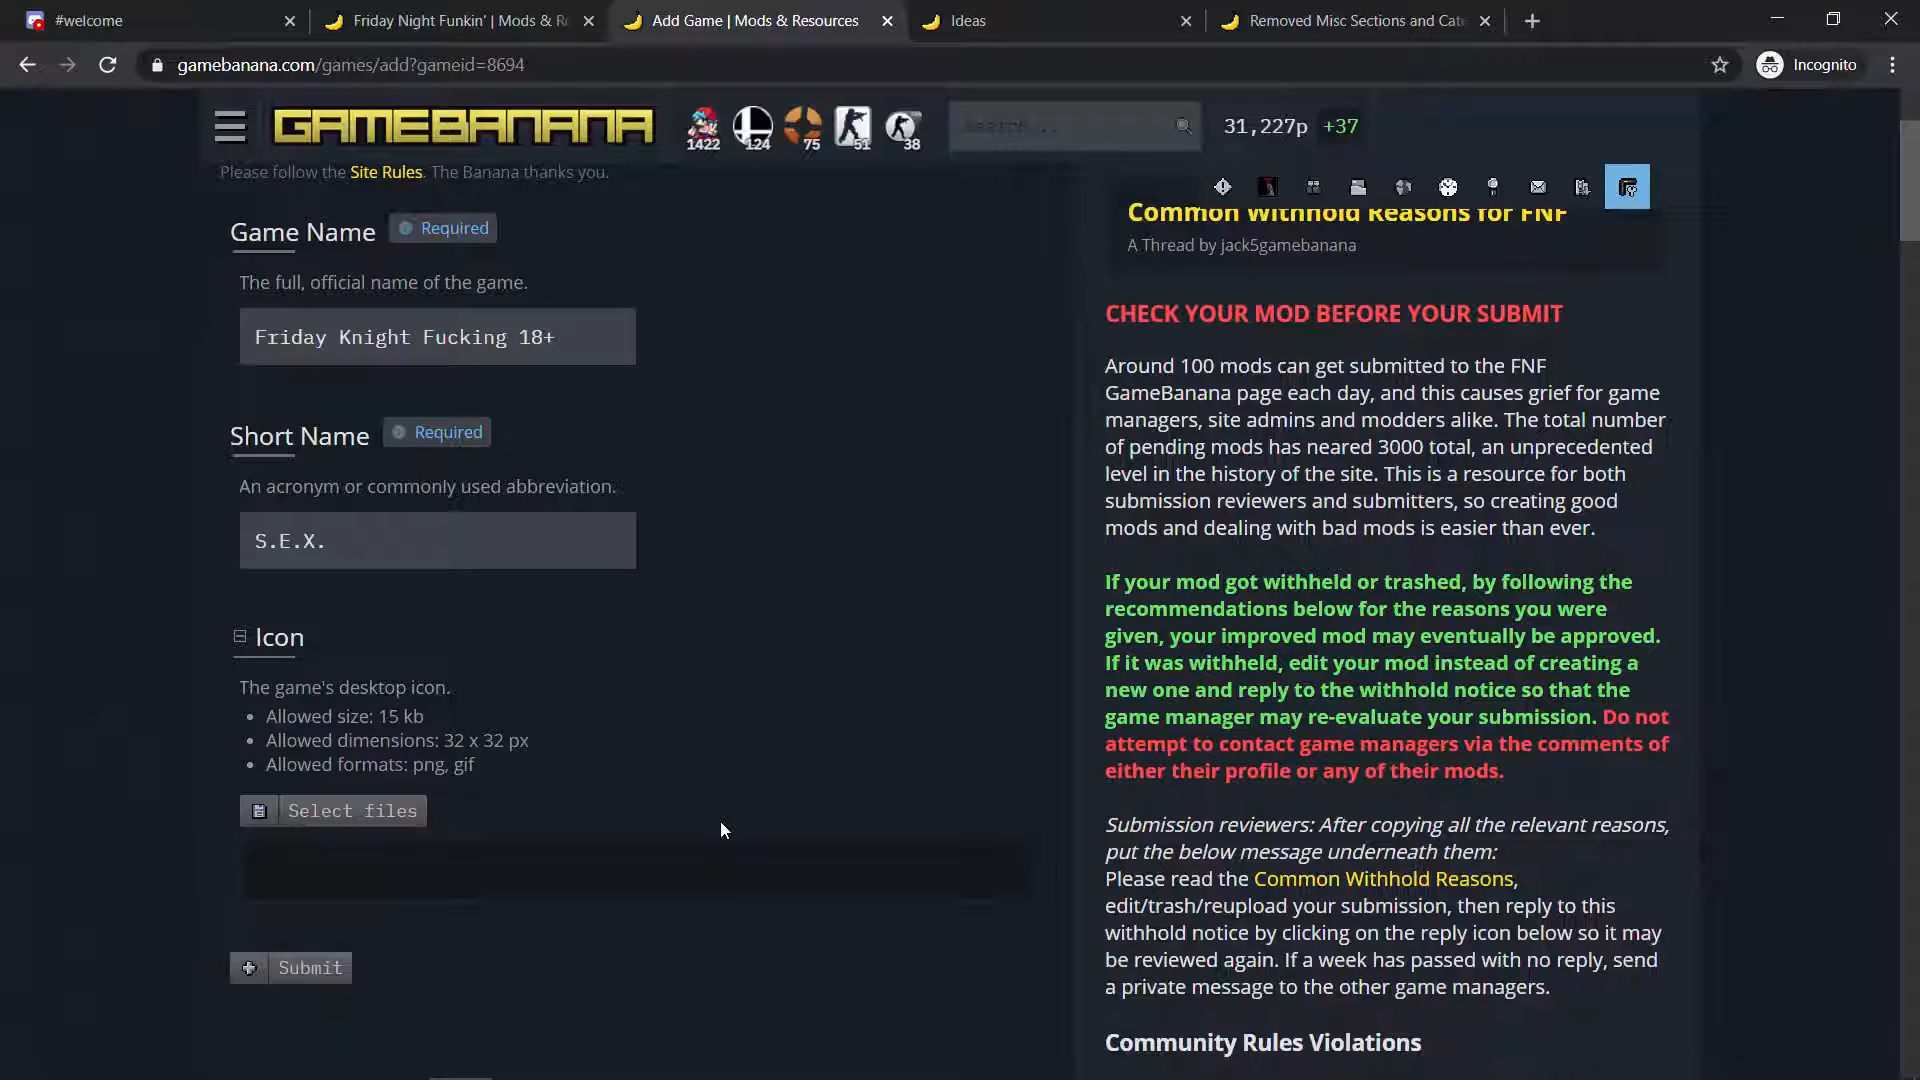 #welcome
Friday Night Funkin' | Mods & Re
Add Game | Mods & Resources
Ideas
Removed Misc Sections and Cate
gamebanana.com/games/add?gameid=8694
Incognito
GAMEBANANA
1422
124
75
51
38
31,227p +37
Please follow the Site Rules. The Banana thanks you.
Game Name
Required
The full, official name of the game.
Friday Knight Fucking 18+
Short Name
Required
An acronym or commonly used abbreviation.
S.E.X.
Icon
The game's desktop icon.
• Allowed size: 15 kb
• Allowed dimensions: 32 x 32 px
• Allowed formats: png, gif
Select files
Submit
Common Withhold Reasons for FNF
A Thread by jack5gamebanana
CHECK YOUR MOD BEFORE YOUR SUBMIT
Around 100 mods can get submitted to the FNF
GameBanana page each day, and this causes grief for game
managers, site admins and modders alike. The total number
of pending mods has neared 3000 total, an unprecedented
level in the history of the site. This is a resource for both
submission reviewers and submitters, so creating good
mods and dealing with bad mods is easier than ever.
If your mod got withheld or trashed, by following the
recommendations below for the reasons you were
given, your improved mod may eventually be approved.
If it was withheld, edit your mod instead of creating a
new one and reply to the withhold notice so that the
game manager may re-evaluate your submission. Do not
attempt to contact game managers via the comments of
either their profile or any of their mods.
Submission reviewers: After copying all the relevant reasons,
put the below message underneath them:
Please read the Common Withhold Reasons,
edit/trash/reupload your submission, then reply to this
withhold notice by clicking on the reply icon below so it may
be reviewed again. If a week has passed with no reply, send
a private message to the other game managers.
Community Rules Violations